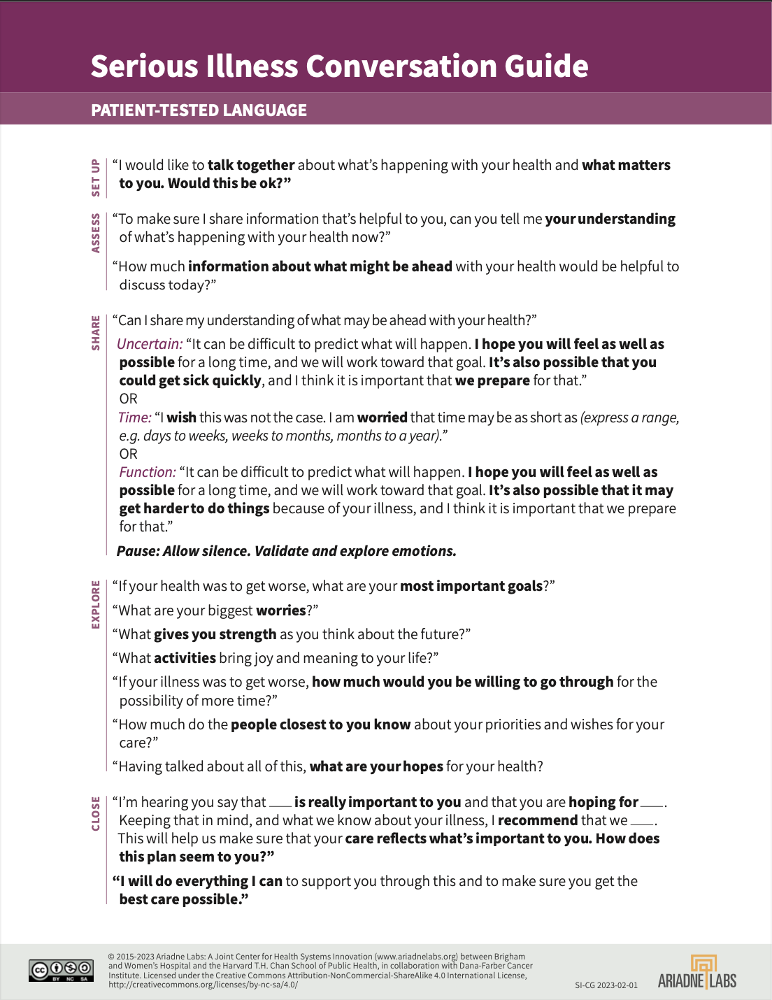 Serious Illness Conversation Guide
PATIENT-TESTED LANGUAGE
SET UP
“I would like to talk together about what’s happening with your health and what matters
to you. Would this be ok?”
ASSESS
“To make sure I share information that’s helpful to you, can you tell me your understanding
of what’s happening with your health now?”
“How much information about what might be ahead with your health would be helpful to
discuss today?”
SHARE
“Can I share my understanding of what may be ahead with your health?”
Uncertain: “It can be difficult to predict what will happen. I hope you will feel as well as
possible for a long time, and we will work toward that goal. It’s also possible that you
could get sick quickly, and I think it is important that we prepare for that.”
OR
Time: “I wish this was not the case. I am worried that time may be as short as (express a range,
e.g. days to weeks, weeks to months, months to a year).”
OR
Function: “It can be difficult to predict what will happen. I hope you will feel as well as
possible for a long time, and we will work toward that goal. It’s also possible that it may
get harder to do things because of your illness, and I think it is important that we prepare
for that.”
Pause: Allow silence. Validate and explore emotions.
EXPLORE
“If your health was to get worse, what are your most important goals?”
“What are your biggest worries?”
“What gives you strength as you think about the future?”
“What activities bring joy and meaning to your life?”
“If your illness was to get worse, how much would you be willing to go through for the
possibility of more time?”
“How much do the people closest to you know about your priorities and wishes for your
care?”
“Having talked about all of this, what are your hopes for your health?
CLOSE
“I’m hearing you say that ___ is really important to you and that you are hoping for ___.
Keeping that in mind, and what we know about your illness, I recommend that we ___.
This will help us make sure that your care reflects what’s important to you. How does
this plan seem to you?”
“I will do everything I can to support you through this and to make sure you get the
best care possible.”
cc BY NC SA
© 2015-2023 Ariadne Labs: A Joint Center for Health Systems Innovation (www.ariadnelabs.org) between Brigham
and Women’s Hospital and the Harvard T.H. Chan School of Public Health, in collaboration with Dana-Farber Cancer
Institute. Licensed under the Creative Commons Attribution-NonCommercial-ShareAlike 4.0 International License,
http://creativecommons.org/licenses/by-nc-sa/4.0/
SI-CG 2023-02-01
ARIADNE LABS